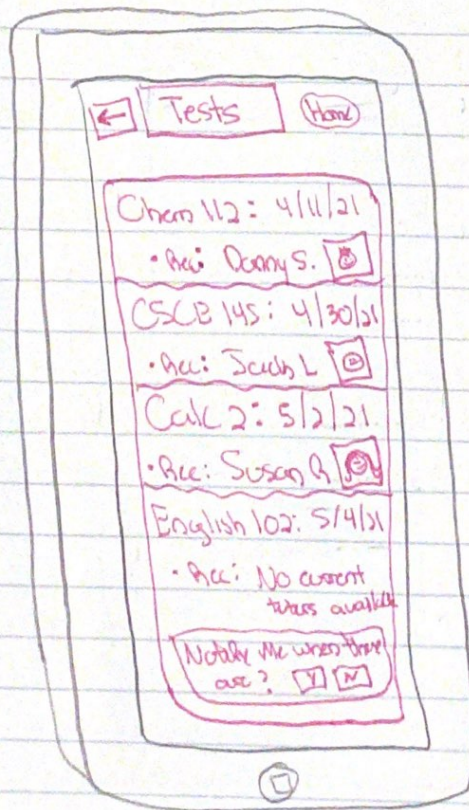 ← Tests Home
Chem 112: 4/11/21
• Rec: Danny S.
CSCE 145: 4/30/21
• Rec: Jacob L
Calc 2: 5/2/21
• Rec: Susan R
English 102: 5/4/21
• Rec: No current
tutors available
Notify Me when there
are? Y N